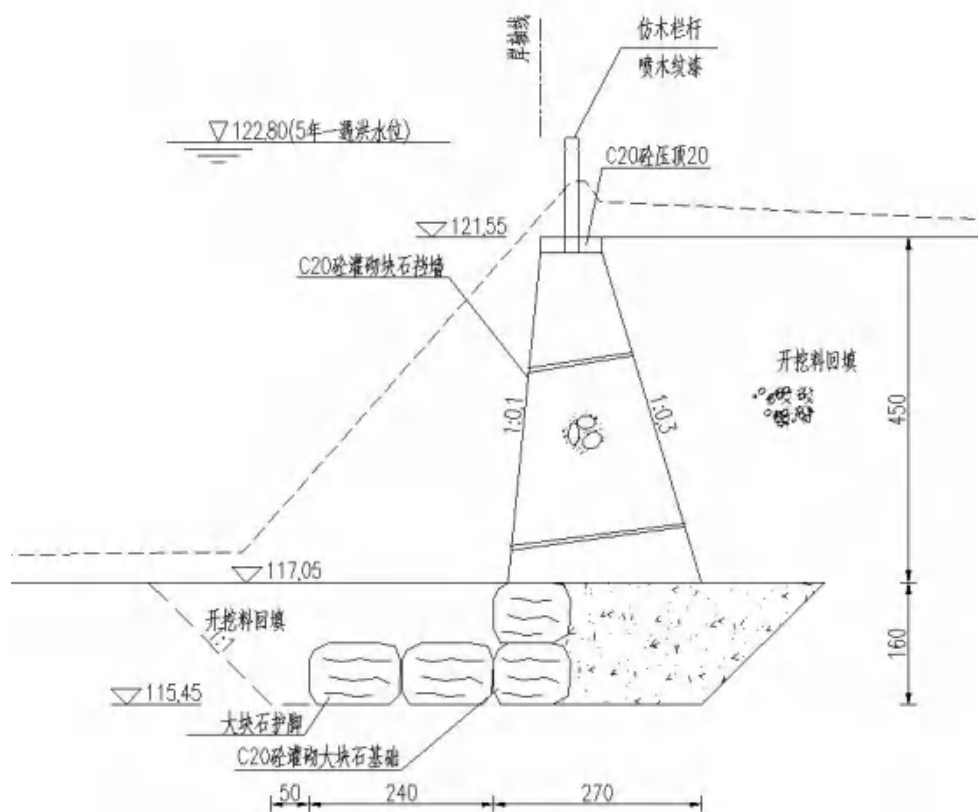 岸轴线
仿木栏杆
喷木纹漆
122.80(5年一遇洪水位)
C20砼压顶20
121.55
C20砼灌砌块石挡墙
开挖料回填
1:0.1
1:0.3
450
117.05
开挖料回填
160
115.45
大块石护脚
C20砼灌砌大块石基础
50
240
270